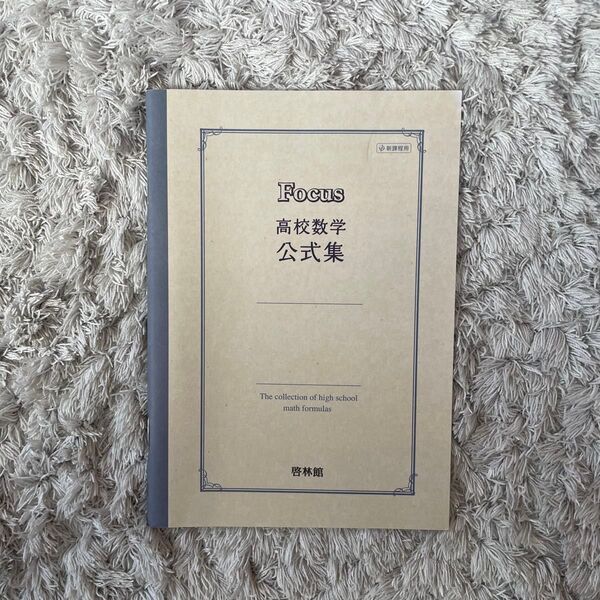 新課程用
Focus
高校数学
公式集
The collection of high school
math formulas
啓林館